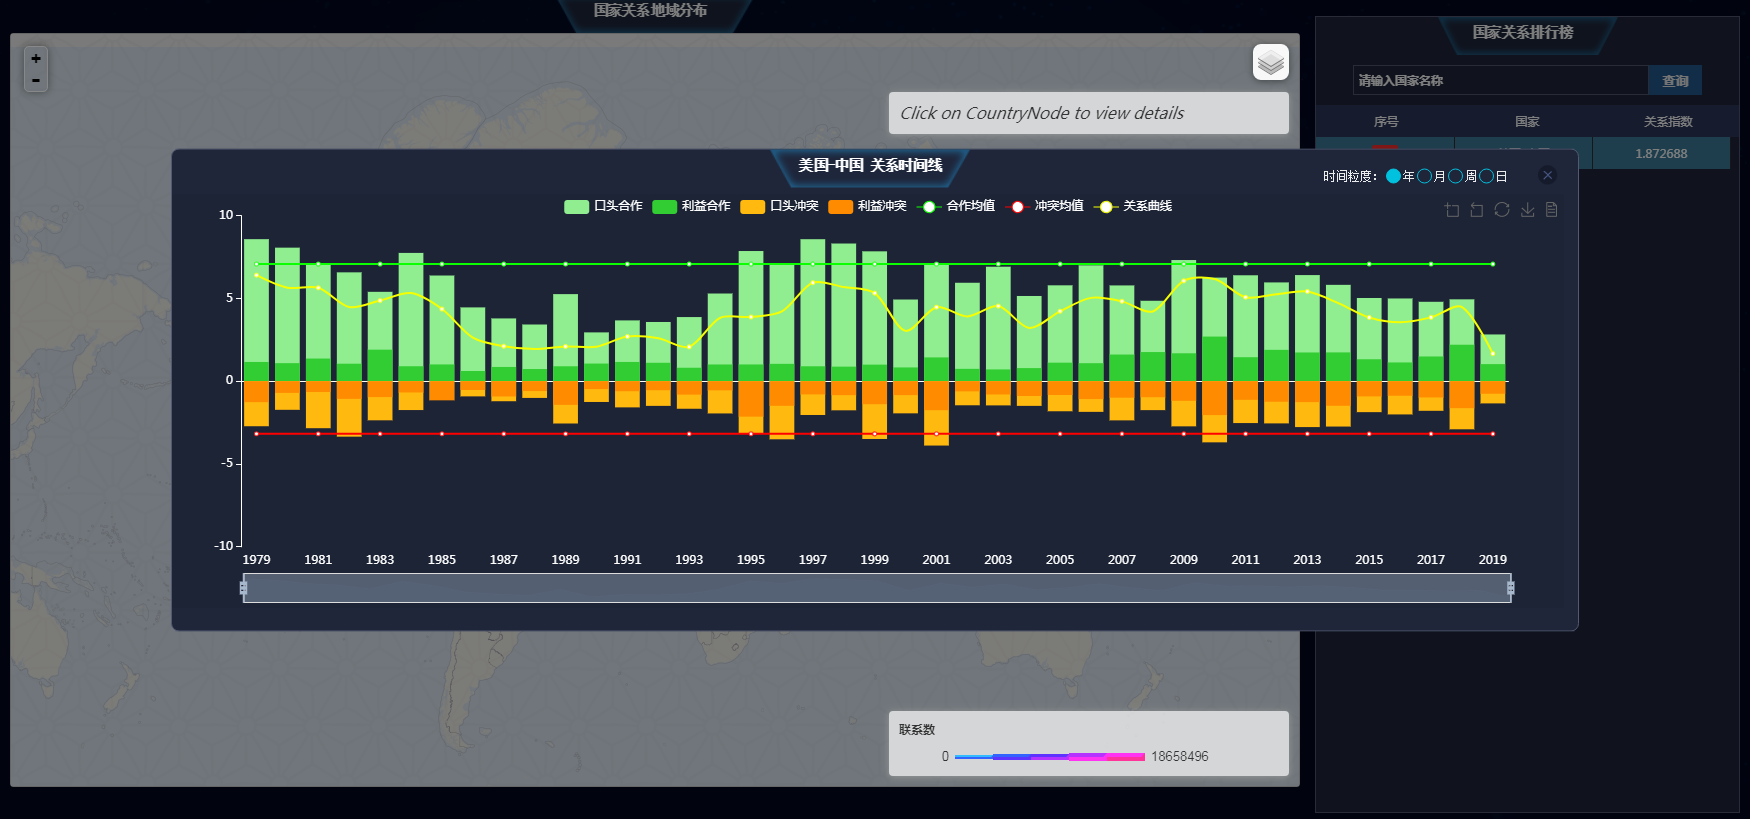 国家关系地域分布
国家关系排行榜
+
-
Click on CountryNode to view details
请输入国家名称 查询
序号 国家 关系指数
1.872688
美国-中国 关系时间线
时间粒度: 年 月 周 日
口头合作 利益合作 口头冲突 利益冲突 合作均值 冲突均值 关系曲线
10
5
0
-5
-10
1979 1981 1983 1985 1987 1989 1991 1993 1995 1997 1999 2001 2003 2005 2007 2009 2011 2013 2015 2017 2019
联系数
0 18658496